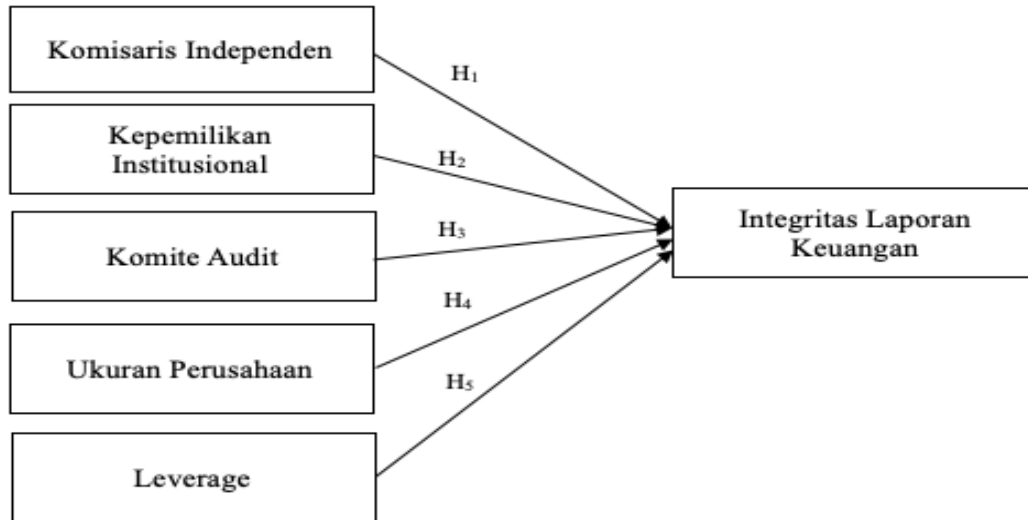 Komisaris Independen
H₁
Kepemilikan
Institusional
H₂
Komite Audit
H₃
Integritas Laporan
Keuangan
Ukuran Perusahaan
H₄
Leverage
H₅